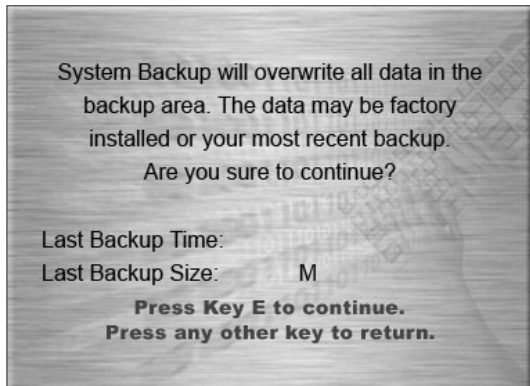 System Backup will overwrite all data in the
backup area. The data may be factory
installed or your most recent backup.
Are you sure to continue?
Last Backup Time:
Last Backup Size: M
Press Key E to continue.
Press any other key to return.